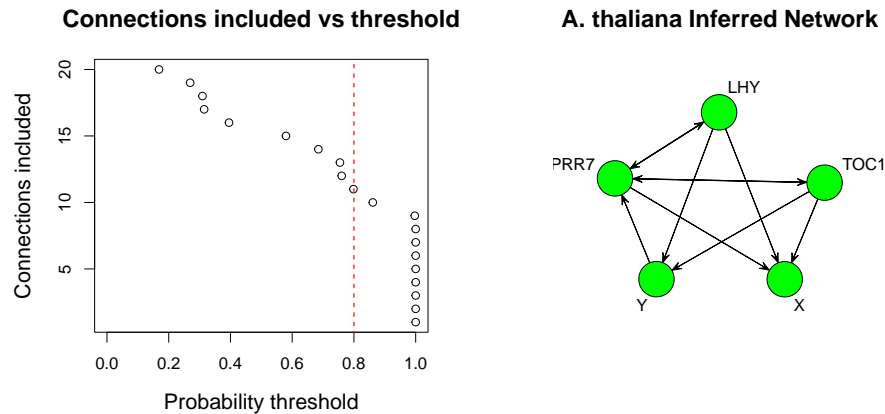 Connections included vs threshold
Connections included
20
15
10
5
0.0 0.2 0.4 0.6 0.8 1.0
Probability threshold
A. thaliana Inferred Network
LHY
PRR7
TOC1
Y
X